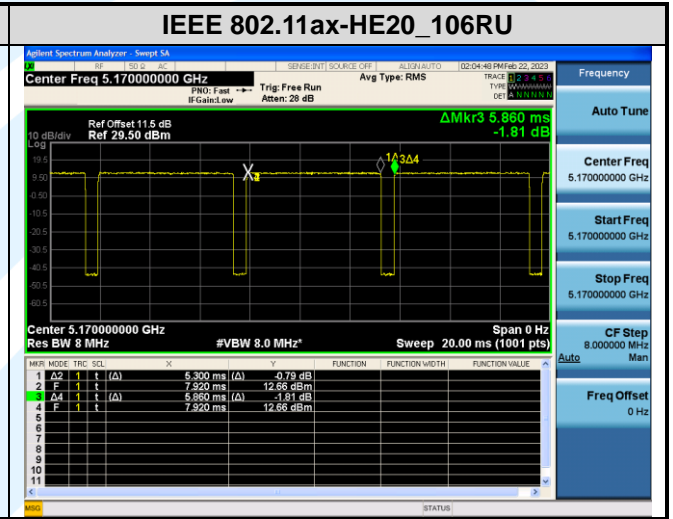 IEEE 802.11ax-HE20_106RU
Agilent Spectrum Analyzer - Swept SA
RF 50 Ω AC SENSE:INT SOURCE OFF ALIGN AUTO 02:04:48 PM Feb 22, 2023
Center Freq 5.170000000 GHz Avg Type: RMS TRACE 1 2 3 4 5 6
PNO: Fast Trig: Free Run TYPE WWWWWW
IFGain:Low Atten: 28 dB DET A N N N N N
Frequency
Auto Tune
Center Freq
5.170000000 GHz
Start Freq
5.170000000 GHz
Stop Freq
5.170000000 GHz
CF Step
8.000000 MHz
Auto Man
Freq Offset
0 Hz
ΔMkr3 5.860 ms
-1.81 dB
Ref Offset 11.5 dB
10 dB/div Ref 29.50 dBm
Log
19.5
9.50
-0.50
-10.5
-20.5
-30.5
-40.5
-50.5
-60.5
1Δ 3Δ4
Center 5.170000000 GHz Span 0 Hz
Res BW 8 MHz #VBW 8.0 MHz* Sweep 20.00 ms (1001 pts)
MKR MODE TRC SCL X Y FUNCTION FUNCTION WIDTH FUNCTION VALUE
1 Δ2 1 t (Δ) 5.300 ms (Δ) -0.79 dB
2 F 1 t 7.920 ms 12.66 dBm
3 Δ4 1 t (Δ) 5.860 ms (Δ) -1.81 dB
4 F 1 t 7.920 ms 12.66 dBm
5
6
7
8
9
10
11
MSG STATUS